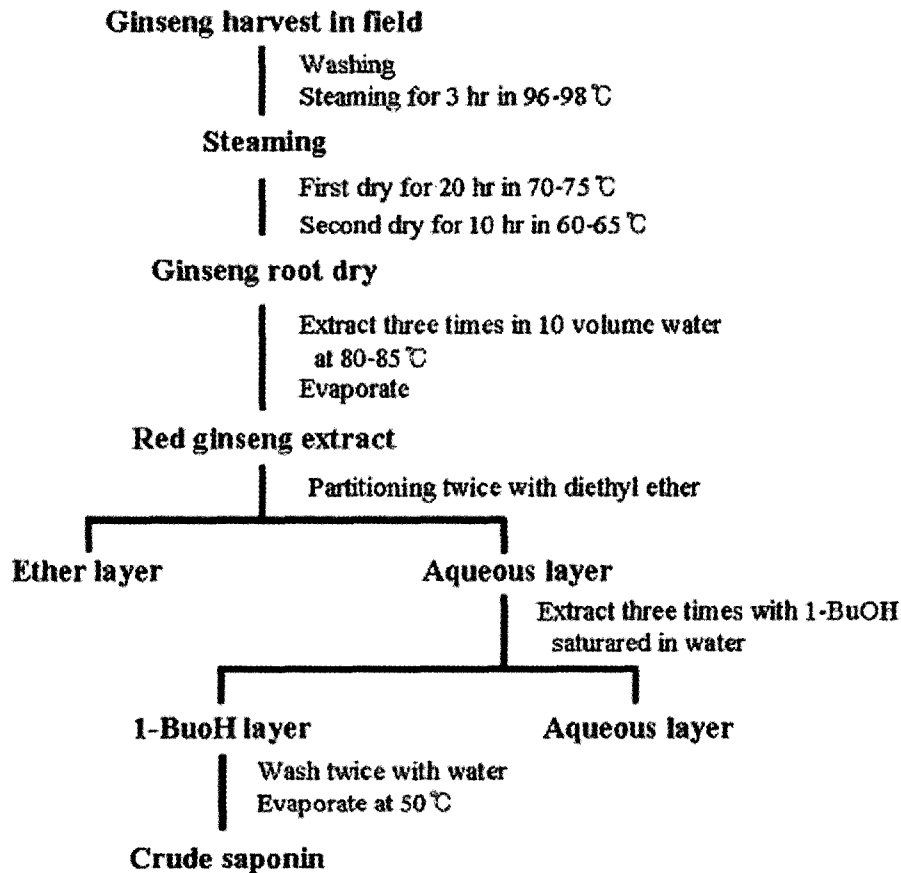 Ginseng harvest in field
Washing
Steaming for 3 hr in 96-98℃
Steaming
First dry for 20 hr in 70-75℃
Second dry for 10 hr in 60-65℃
Ginseng root dry
Extract three times in 10 volume water
at 80-85℃
Evaporate
Red ginseng extract
Partitioning twice with diethyl ether
Ether layer
Aqueous layer
Extract three times with 1-BuOH
saturared in water
1-BuoH layer
Aqueous layer
Wash twice with water
Evaporate at 50℃
Crude saponin